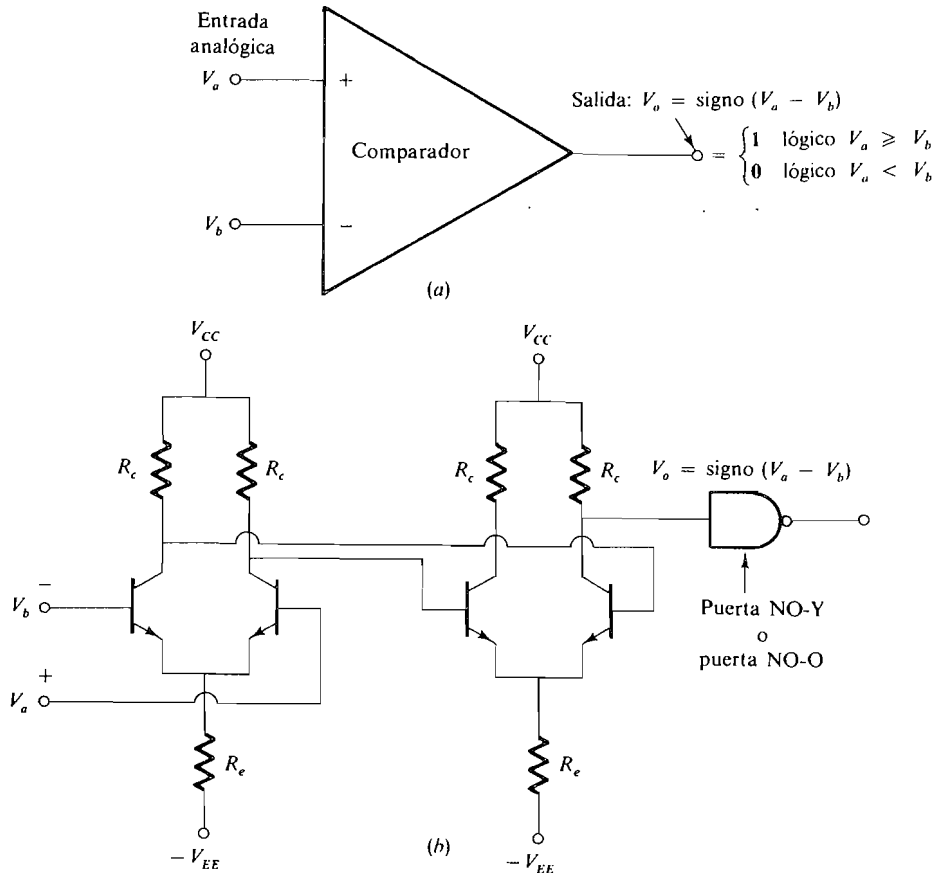 Entrada
analógica
V_a
+
Comparador
V_b
−
Salida: V_o = signo (V_a − V_b)
= { 1 lógico V_a ⩾ V_b
0 lógico V_a < V_b
(a)
V_CC
V_CC
R_c
R_c
R_c
R_c
V_o = signo (V_a − V_b)
−
V_b
+
V_a
Puerta NO-Y
o
puerta NO-O
R_e
R_e
− V_EE
(b)
− V_EE